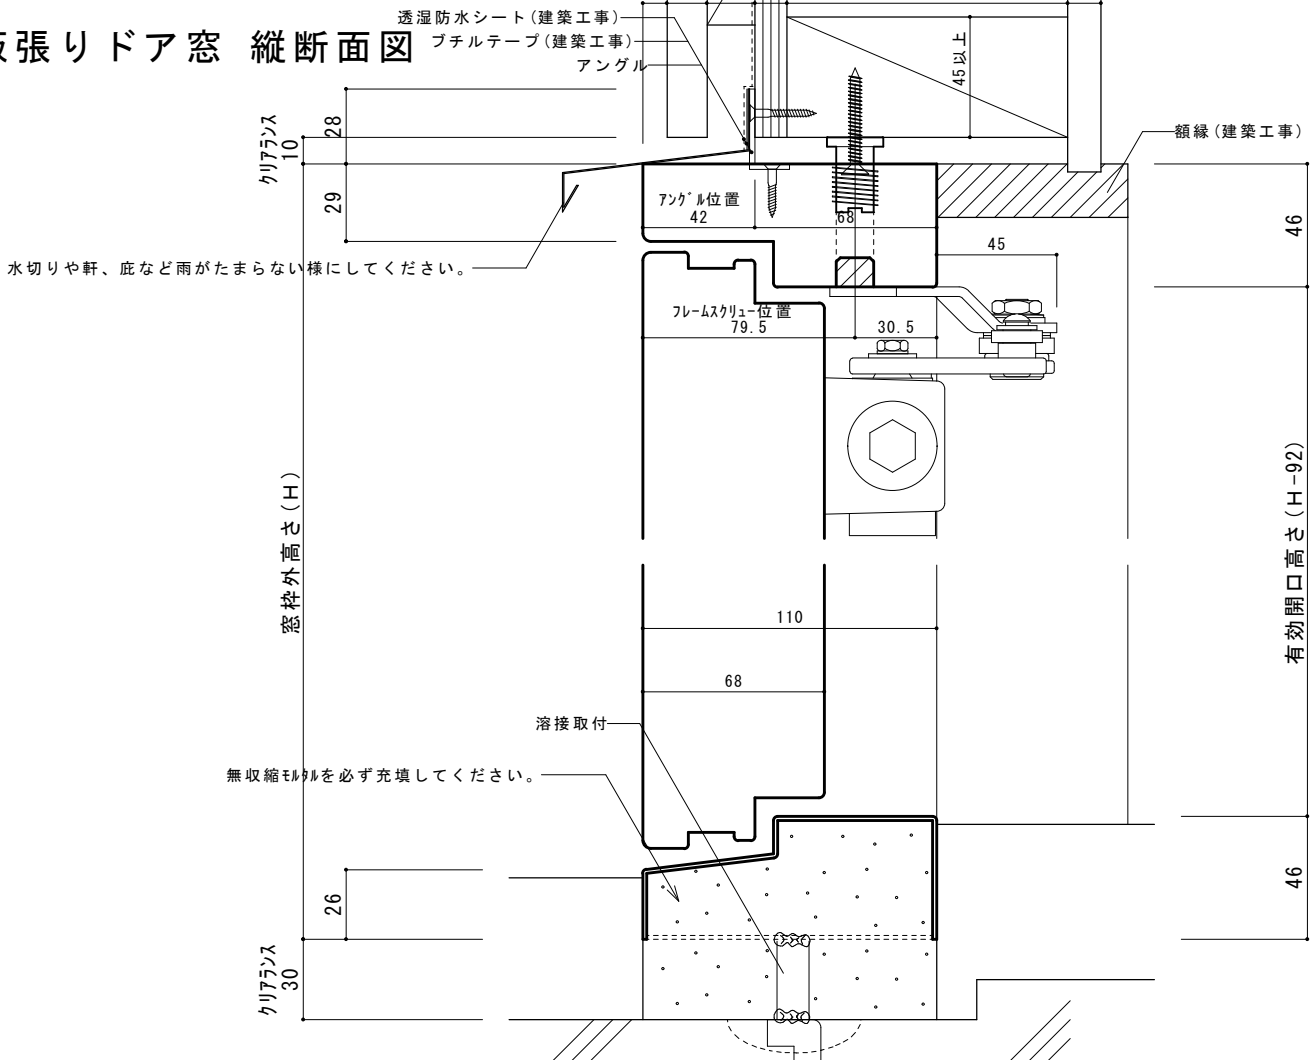 張りドア窓 縦断面図
透湿防水シート(建築工事)
ブチルテープ(建築工事)
アングル
45以上
額縁(建築工事)
クリアランス
10
28
29
アングル位置
42
68
46
45
水切りや軒、庇など雨がたまらない様にしてください。
フレームスクリュー位置
79.5
30.5
窓枠外高さ(H)
有効開口高さ(H-92)
110
68
溶接取付
無収縮モルタルを必ず充填してください。
26
46
クリアランス
30